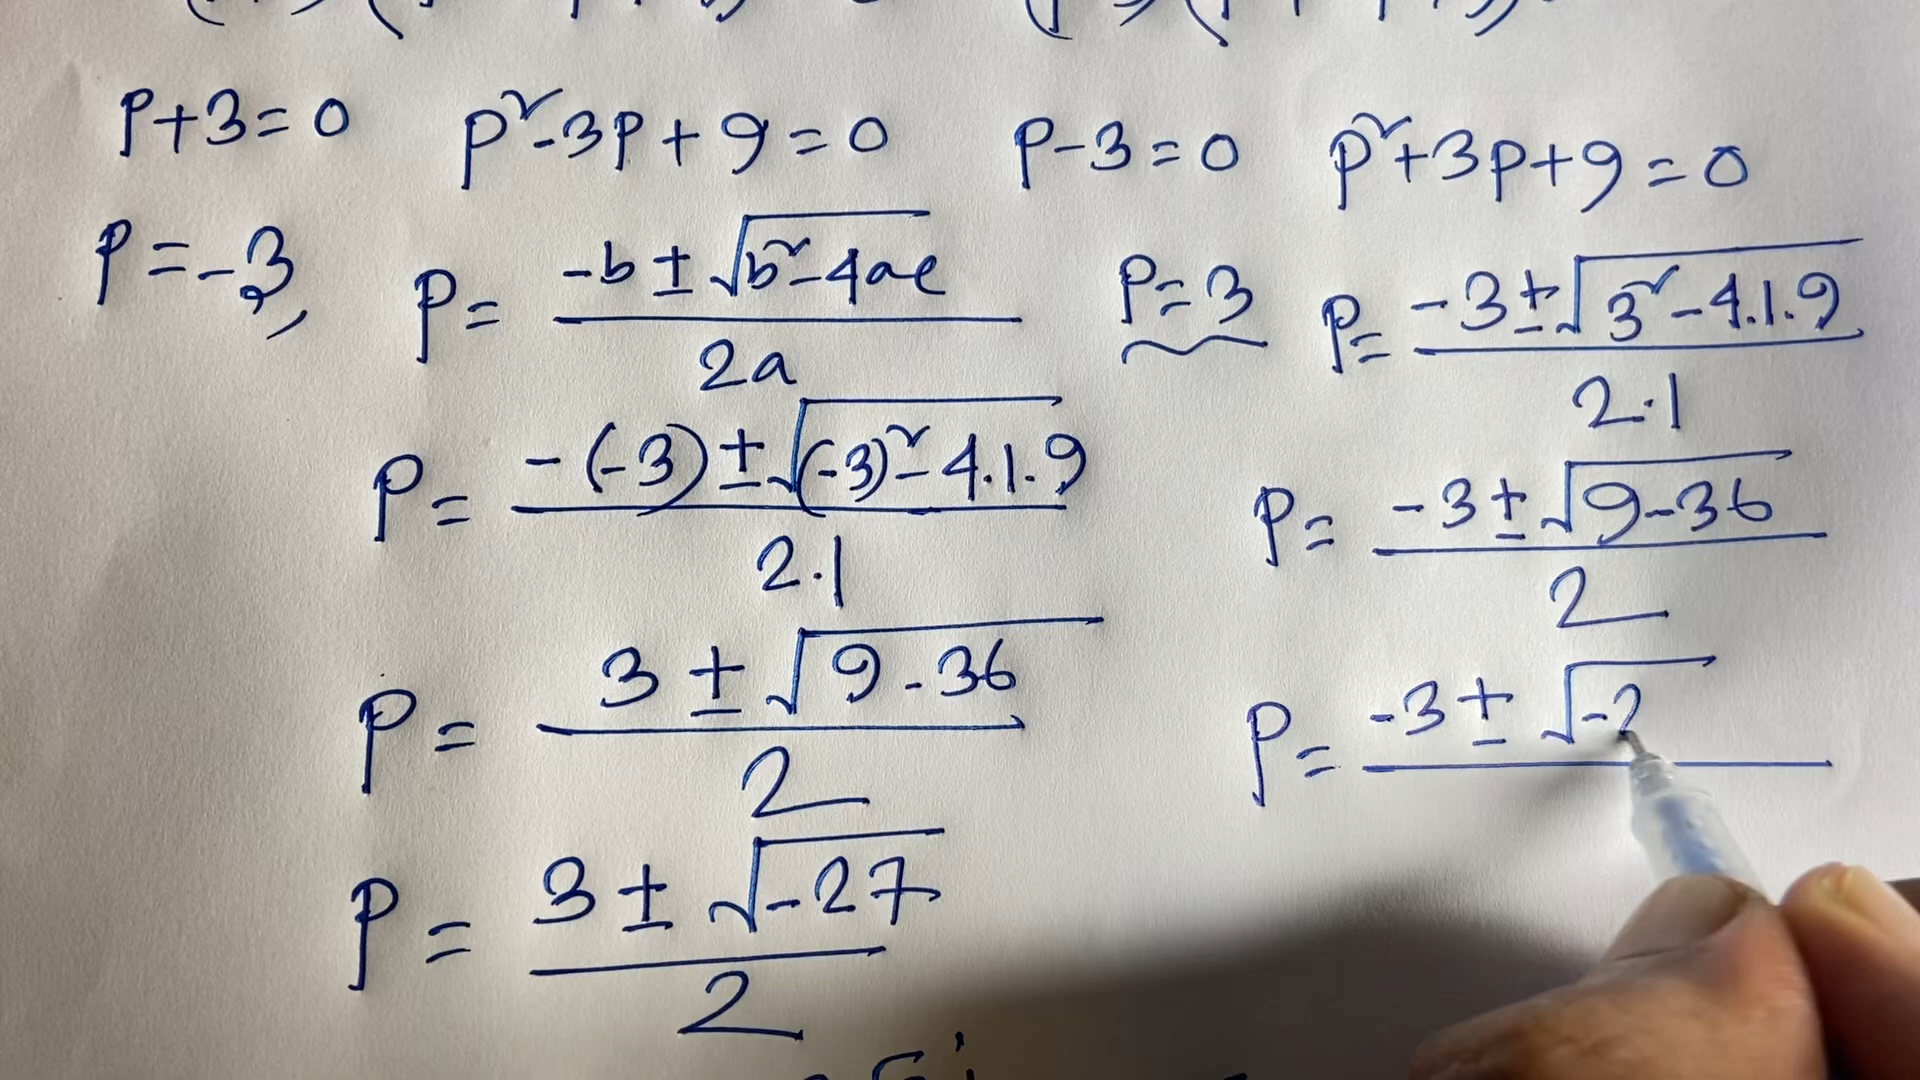 p+3=0 p²-3p+9=0 p-3=0 p²+3p+9=0
p=-3, p= -b±√b²-4ac / 2a p=3 p= -3±√3²-4.1.9 / 2.1
p= -(-3)±√(-3)²-4.1.9 / 2.1 p= -3±√9-36 / 2
p= 3±√9-36 / 2 p= -3±√-2
p= 3±√-27 / 2